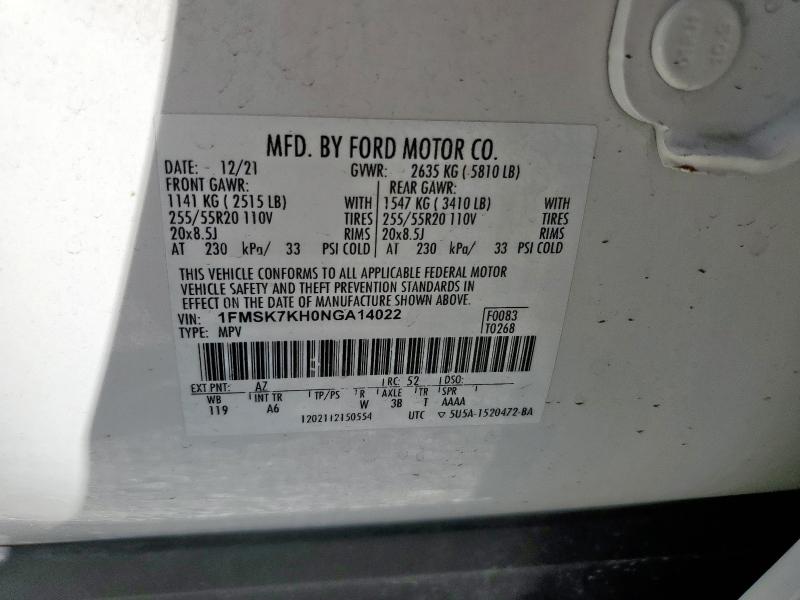 MFD. BY FORD MOTOR CO.
DATE: 12/21 GVWR: 2635 KG ( 5810 LB)
FRONT GAWR: REAR GAWR:
1141 KG ( 2515 LB) WITH 1547 KG ( 3410 LB) WITH
255/55R20 110V TIRES 255/55R20 110V TIRES
20x8.5J RIMS 20x8.5J RIMS
AT 230 kPa/ 33 PSI COLD AT 230 kPa/ 33 PSI COLD
THIS VEHICLE CONFORMS TO ALL APPLICABLE FEDERAL MOTOR
VEHICLE SAFETY AND THEFT PREVENTION STANDARDS IN
EFFECT ON THE DATE OF MANUFACTURE SHOWN ABOVE.
VIN: 1FMSK7KH0NGA14022 F0083
TYPE: MPV T0268
EXT PNT: AZ RC: 52 DSO:
WB INT TR TP/PS R AXLE TR SPR
119 A6 W 3B T AAAA
1202112150554 UTC ▽ 5U5A-1520472-BA